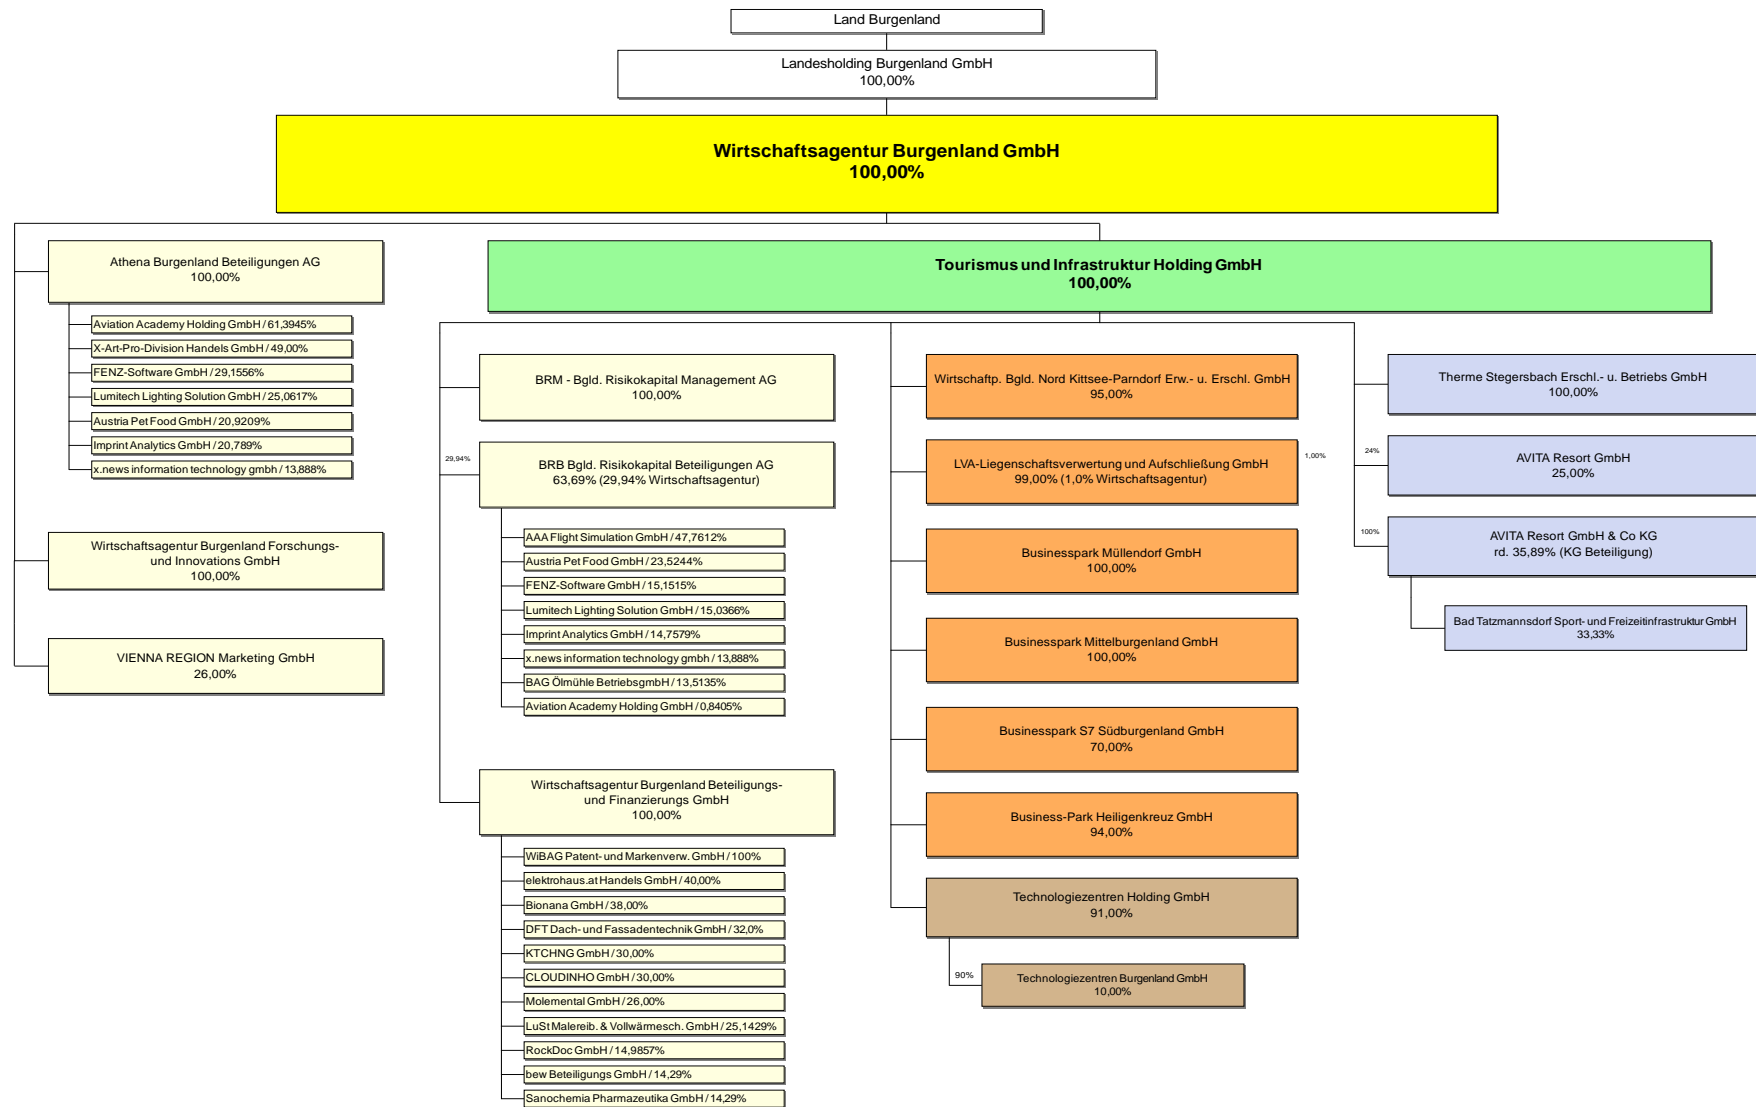 Land Burgenland
Landesholding Burgenland GmbH
100,00%
Wirtschaftsagentur Burgenland GmbH
100,00%
Athena Burgenland Beteiligungen AG
100,00%
Aviation Academy Holding GmbH / 61,3945%
X-Art-Pro-Division Handels GmbH / 49,00%
FENZ-Software GmbH / 29,1556%
Lumitech Lighting Solution GmbH / 25,0617%
Austria Pet Food GmbH / 20,9209%
Imprint Analytics GmbH / 20,789%
x.news information technology gmbh / 13,888%
Wirtschaftsagentur Burgenland Forschungs-
und Innovations GmbH
100,00%
VIENNA REGION Marketing GmbH
26,00%
Tourismus und Infrastruktur Holding GmbH
100,00%
BRM - Bgld. Risikokapital Management AG
100,00%
29,94%
BRB Bgld. Risikokapital Beteiligungen AG
63,69% (29,94% Wirtschaftsagentur)
AAA Flight Simulation GmbH / 47,7612%
Austria Pet Food GmbH / 23,5244%
FENZ-Software GmbH / 15,1515%
Lumitech Lighting Solution GmbH / 15,0366%
Imprint Analytics GmbH / 14,7579%
x.news information technology gmbh / 13,888%
BAG Ölmühle BetriebsgmbH / 13,5135%
Aviation Academy Holding GmbH / 0,8405%
Wirtschaftsagentur Burgenland Beteiligungs-
und Finanzierungs GmbH
100,00%
WiBAG Patent- und Markenverw. GmbH / 100%
elektrohaus.at Handels GmbH / 40,00%
Bionana GmbH / 38,00%
DFT Dach- und Fassadentechnik GmbH / 32,0%
KTCHNG GmbH / 30,00%
CLOUDINHO GmbH / 30,00%
Molemental GmbH / 26,00%
LuSt Malereib. & Vollwärmesch. GmbH / 25,1429%
RockDoc GmbH / 14,9857%
bew Beteiligungs GmbH / 14,29%
Sanochemia Pharmazeutika GmbH / 14,29%
Wirtschaftp. Bgld. Nord Kittsee-Parndorf Erw.- u. Erschl. GmbH
95,00%
LVA-Liegenschaftsverwertung und Aufschließung GmbH
99,00% (1,0% Wirtschaftsagentur)
1,00%
Businesspark Müllendorf GmbH
100,00%
Businesspark Mittelburgenland GmbH
100,00%
Businesspark S7 Südburgenland GmbH
70,00%
Business-Park Heiligenkreuz GmbH
94,00%
Technologiezentren Holding GmbH
91,00%
90%
Technologiezentren Burgenland GmbH
10,00%
Therme Stegersbach Erschl.- u. Betriebs GmbH
100,00%
24%
AVITA Resort GmbH
25,00%
100%
AVITA Resort GmbH & Co KG
rd. 35,89% (KG Beteiligung)
Bad Tatzmannsdorf Sport- und Freizeitinfrastruktur GmbH
33,33%